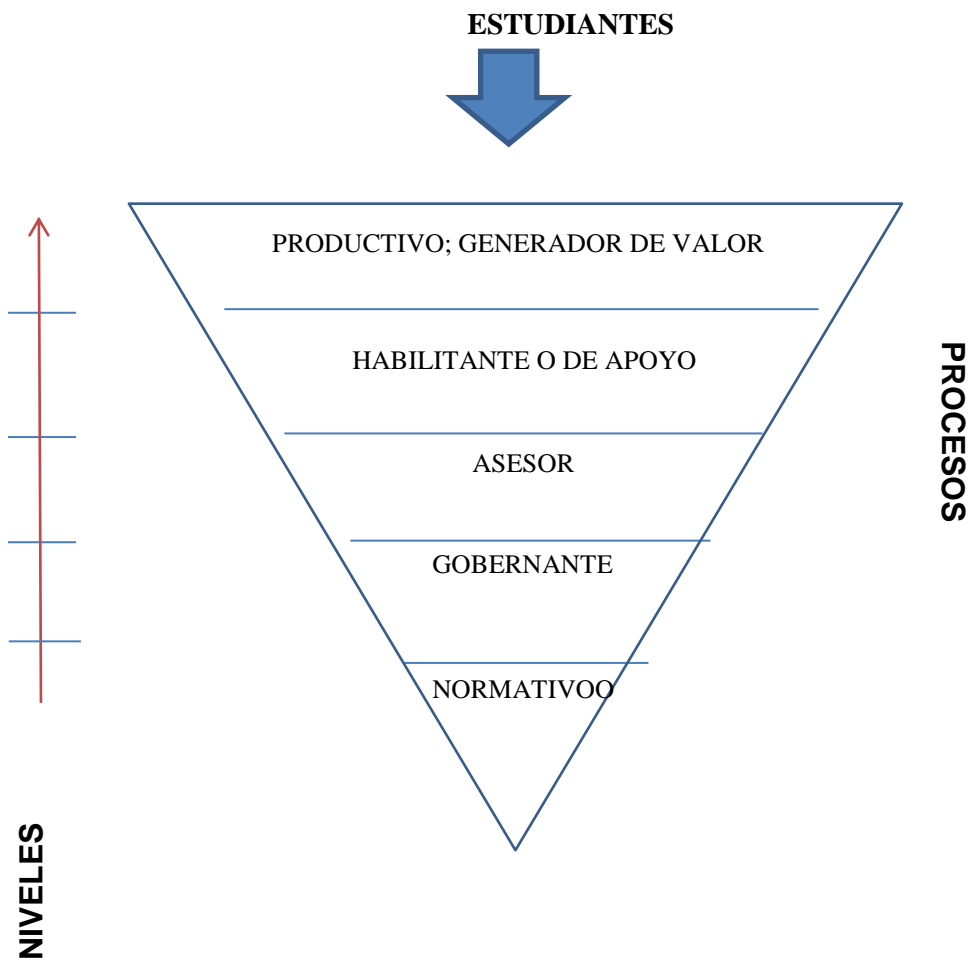 ESTUDIANTES
PRODUCTIVO; GENERADOR DE VALOR
HABILITANTE O DE APOYO
ASESOR
GOBERNANTE
NORMATIVOO
PROCESOS
NIVELES